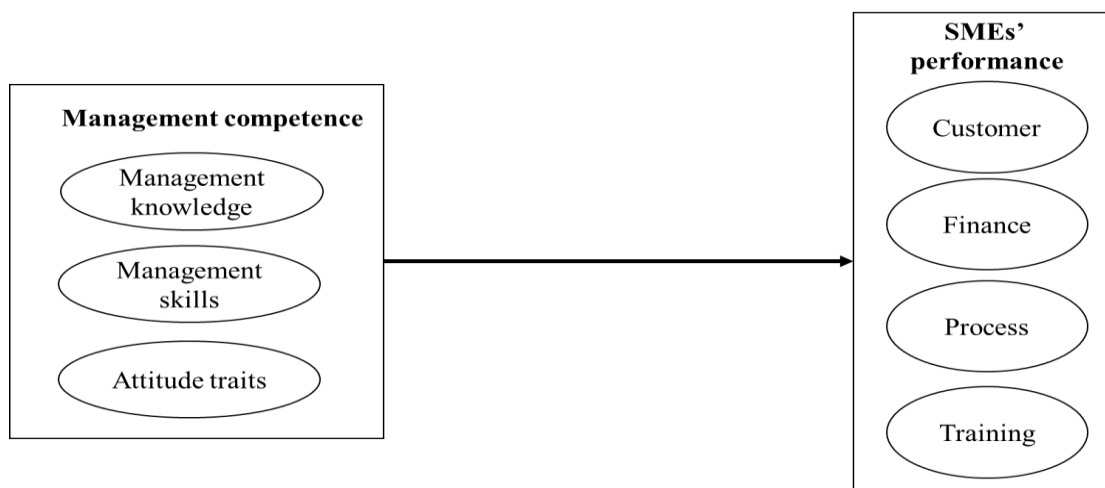 Management competence
Management
knowledge
Management
skills
Attitude traits
SMEs’
performance
Customer
Finance
Process
Training